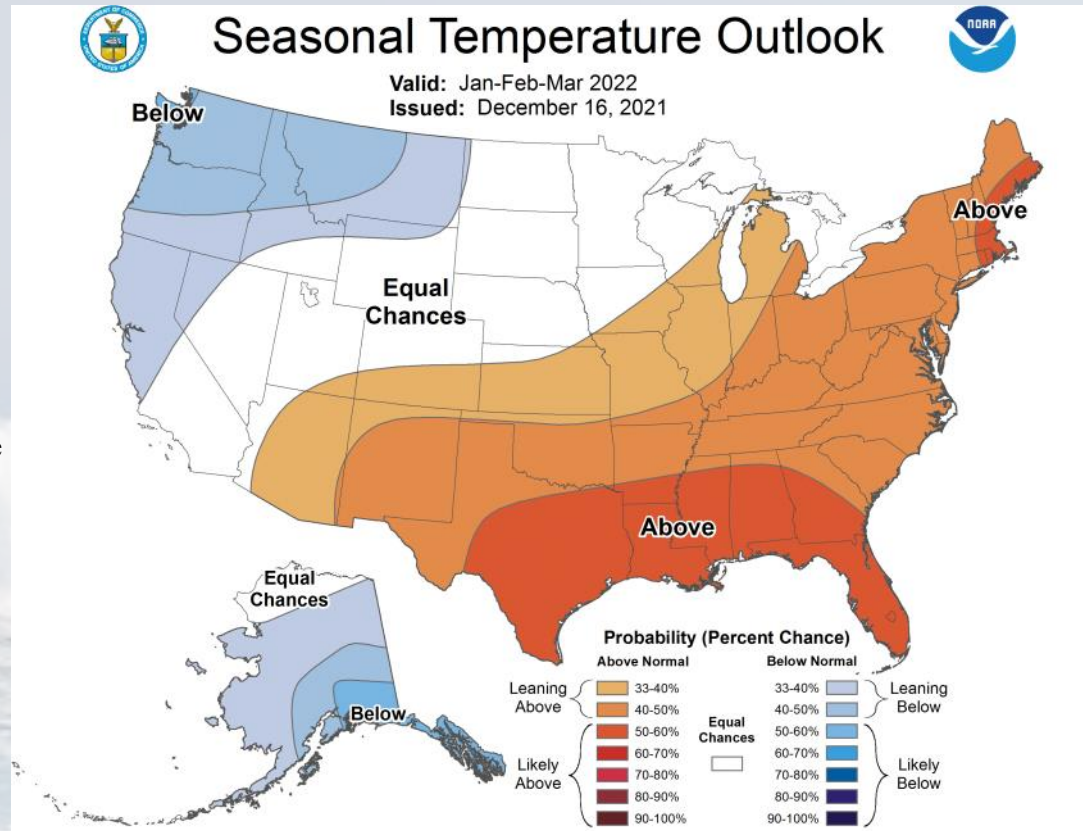 Seasonal Temperature Outlook
NOAA
Valid: Jan-Feb-Mar 2022
Issued: December 16, 2021
Below
Above
Equal
Chances
Above
Equal
Chances
Below
Probability (Percent Chance)
Above Normal
Below Normal
Leaning
Above
33-40%
40-50%
Likely
Above
50-60%
60-70%
70-80%
80-90%
90-100%
Equal
Chances
33-40%
40-50%
Leaning
Below
50-60%
60-70%
70-80%
80-90%
90-100%
Likely
Below